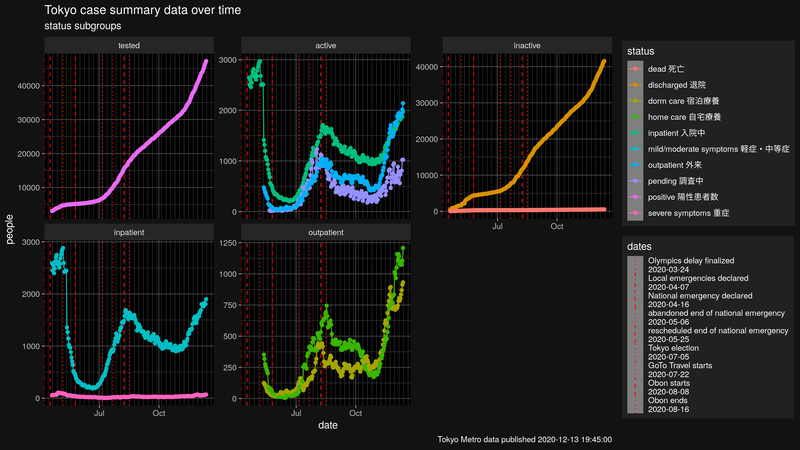 Tokyo case summary data over time
status subgroups
tested
active
inactive
40000
30000
20000
10000
3000
2000
1000
0
40000
30000
20000
10000
0
Jul
Oct
inpatient
outpatient
3000
2000
1000
0
1250
1000
750
500
250
0
Jul
Oct
Jul
Oct
people
date
status
dead 死亡
discharged 退院
dorm care 宿泊療養
home care 自宅療養
inpatient 入院中
mild/moderate symptoms 軽症・中等症
outpatient 外来
pending 調査中
positive 陽性患者数
severe symptoms 重症
dates
Olympics delay finalized
2020-03-24
Local emergencies declared
2020-04-07
National emergency declared
2020-04-16
abandoned end of national emergency
2020-05-06
rescheduled end of national emergency
2020-05-25
Tokyo election
2020-07-05
GoTo Travel starts
2020-07-22
Obon starts
2020-08-08
Obon ends
2020-08-16
Tokyo Metro data published 2020-12-13 19:45:00